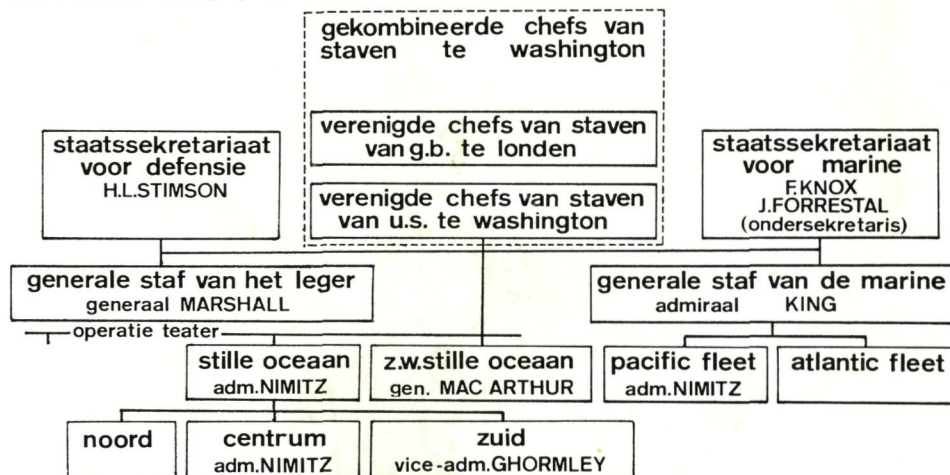 gekombineerde chefs van
staven te washington
verenigde chefs van staven
van g.b. te londen
verenigde chefs van staven
van u.s. te washington
staatssekretariaat
voor defensie
H.L.STIMSON
staatssekretariaat
voor marine
F.KNOX
J.FORRESTAL
(ondersekretaris)
generale staf van het leger
generaal MARSHALL
generale staf van de marine
admiraal KING
operatie teater
stille oceaan
adm.NIMITZ
z.w.stille oceaan
gen. MAC ARTHUR
pacific fleet
adm.NIMITZ
atlantic fleet
noord
centrum
adm.NIMITZ
zuid
vice-adm.GHORMLEY